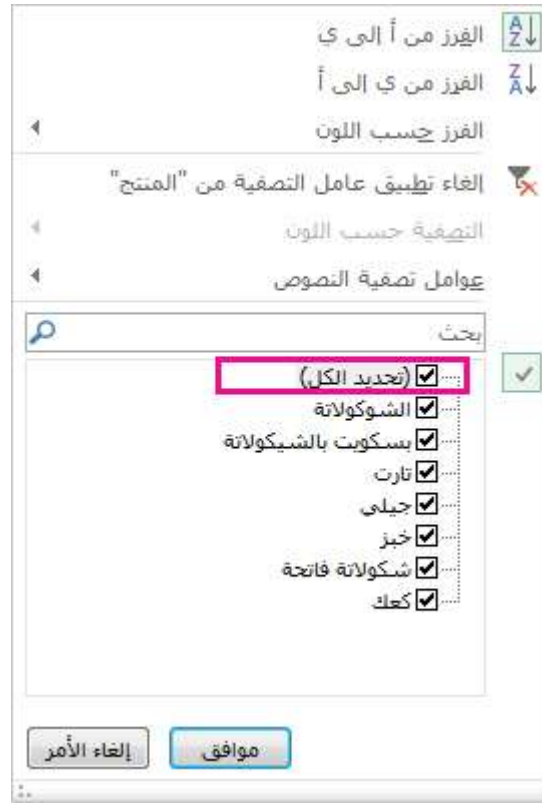 الفرز من أ إلى ي
الفرز من ي إلى أ
الفرز حسب اللون
إلغاء تطبيق عامل التصفية من "المنتج"
التصفية حسب اللون
عوامل تصفية النصوص
بحث
(تحديد الكل)
الشوكولاتة
بسكويت بالشيكولاتة
تارت
جيلي
خبز
شكولاتة فاتحة
كعك
موافق
إلغاء الأمر